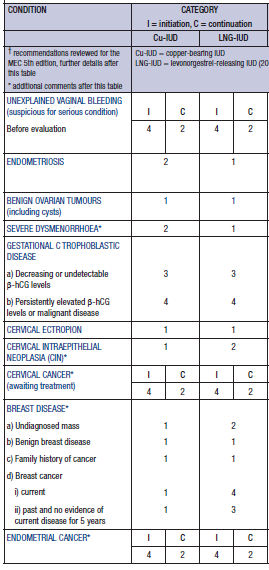 CONDITION CATEGORY
I = initiation, C = continuation
Cu-IUD LNG-IUD
† recommendations reviewed for the Cu-IUD = copper-bearing IUD
MEC 5th edition, further details after LNG-IUD = levonorgestrel-releasing IUD (20
this table
* additional comments after this table
UNEXPLAINED VAGINAL BLEEDING I C I C
(suspicious for serious condition)
Before evaluation 4 2 4 2
ENDOMETRIOSIS 2 1
BENIGN OVARIAN TUMOURS 1 1
(including cysts)
SEVERE DYSMENORRHOEA* 2 1
GESTATIONAL C TROPHOBLASTIC
DISEASE
a) Decreasing or undetectable 3 3
β-hCG levels
b) Persistently elevated β-hCG 4 4
levels or malignant disease
CERVICAL ECTROPION 1 1
CERVICAL INTRAEPITHELIAL 1 2
NEOPLASIA (CIN)*
CERVICAL CANCER* I C I C
(awaiting treatment)
4 2 4 2
BREAST DISEASE*
a) Undiagnosed mass 1 2
b) Benign breast disease 1 1
c) Family history of cancer 1 1
d) Breast cancer
i) current 1 4
ii) past and no evidence of 1 3
current disease for 5 years
ENDOMETRIAL CANCER* I C I C
4 2 4 2